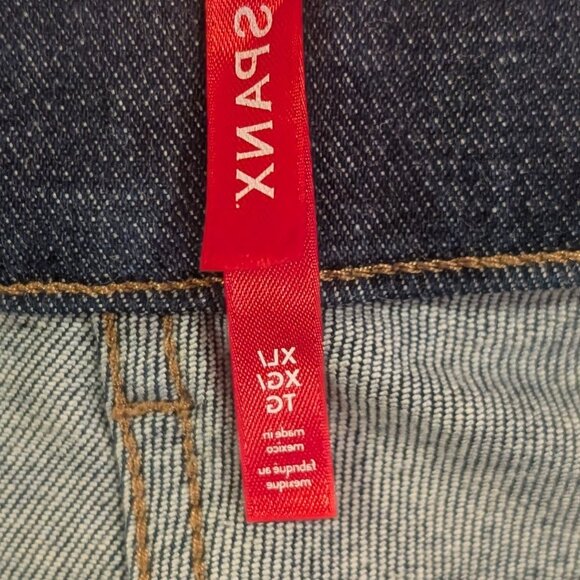 SPANX
XL/
XG/
TG
made in
mexico
fabriqué au
mexique